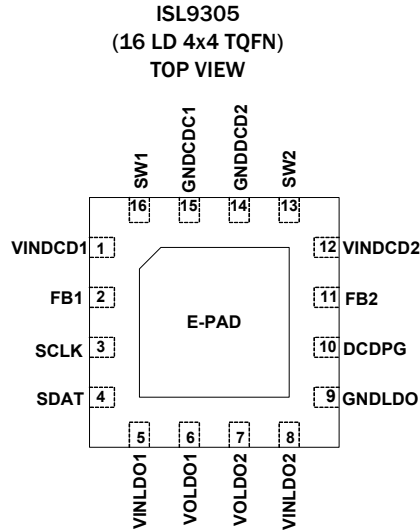 ISL9305
(16 LD 4x4 TQFN)
TOP VIEW
SW1
GNDCDC1
GNDDCD2
SW2
16
15
14
13
VINDCD1
1
12
VINDCD2
FB1
2
11
FB2
E-PAD
SCLK
3
10
DCDPG
SDAT
4
9
GNDLDO
5
6
7
8
VINLDO1
VOLDO1
VOLDO2
VINLDO2